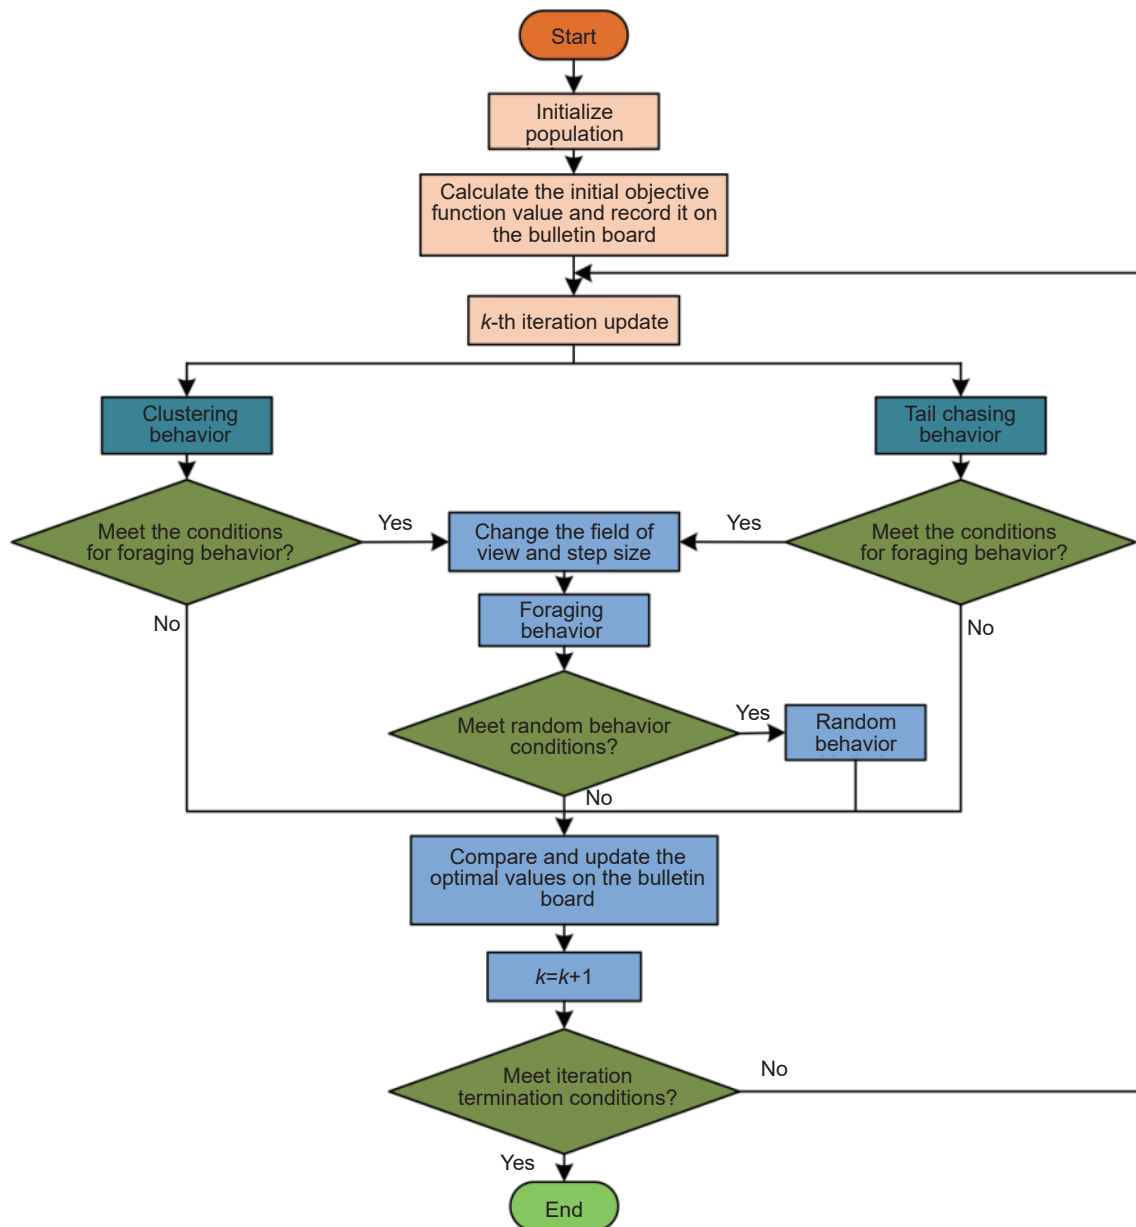 Start
Initialize
population
Calculate the initial objective
function value and record it on
the bulletin board
k-th iteration update
Clustering
behavior
Tail chasing
behavior
Meet the conditions
for foraging behavior?
Yes
Change the field of
view and step size
Yes
Meet the conditions
for foraging behavior?
No
Foraging
behavior
No
Meet random behavior
conditions?
Yes
Random
behavior
No
Compare and update the
optimal values on the bulletin
board
k=k+1
Meet iteration
termination conditions?
No
Yes
End